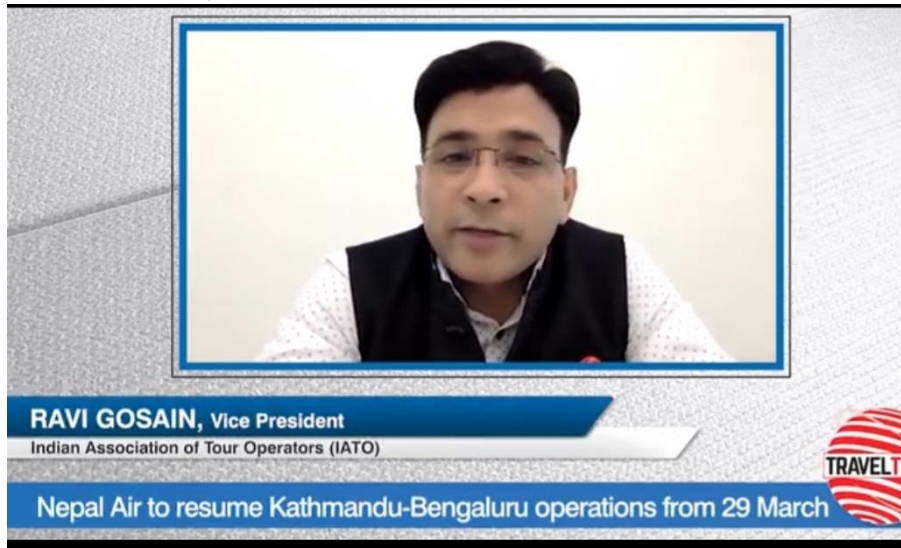 RAVI GOSAIN, Vice President
Indian Association of Tour Operators (IATO)
TRAVELT
Nepal Air to resume Kathmandu-Bengaluru operations from 29 March